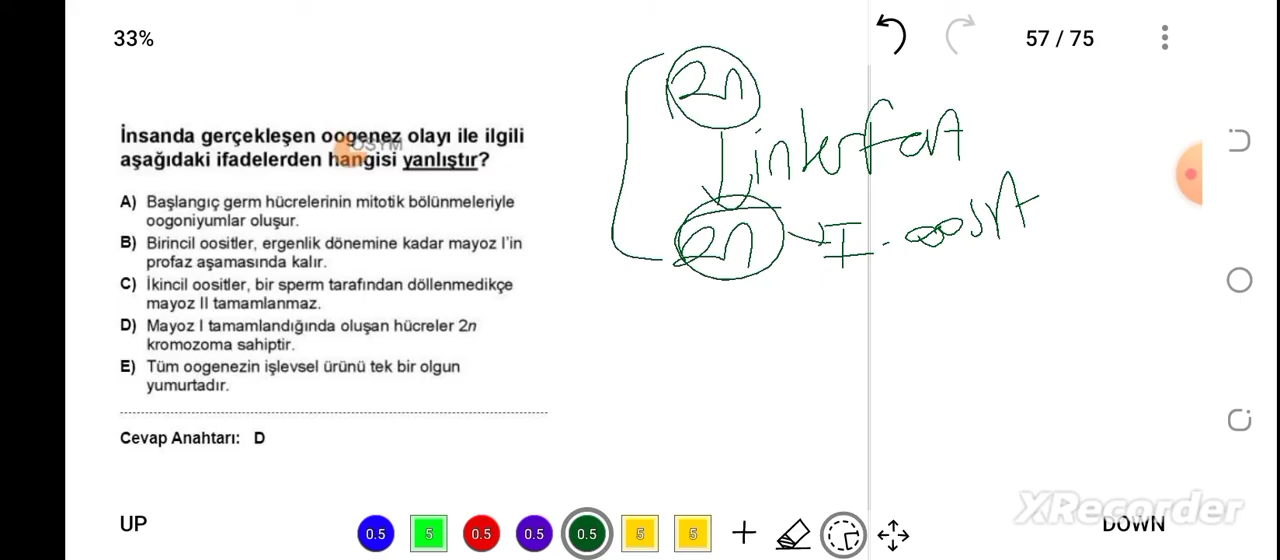 33%
57 / 75
İnsanda gerçekleşen oogenez olayı ile ilgili
ÖSYM
aşağıdaki ifadelerden hangisi yanlıştır?
A) Başlangıç germ hücrelerinin mitotik bölünmeleriyle
oogoniyumlar oluşur.
B) Birincil oositler, ergenlik dönemine kadar mayoz I'in
profaz aşamasında kalır.
C) İkincil oositler, bir sperm tarafından döllenmedikçe
mayoz II tamamlanmaz.
D) Mayoz I tamamlandığında oluşan hücreler 2n
kromozoma sahiptir.
E) Tüm oogenezin işlevsel ürünü tek bir olgun
yumurtadır.
Cevap Anahtarı: D
2n
interfaz
2n
I. oosit
UP
0.5
5
0.5
0.5
0.5
5
5
XRecorder
DOWN